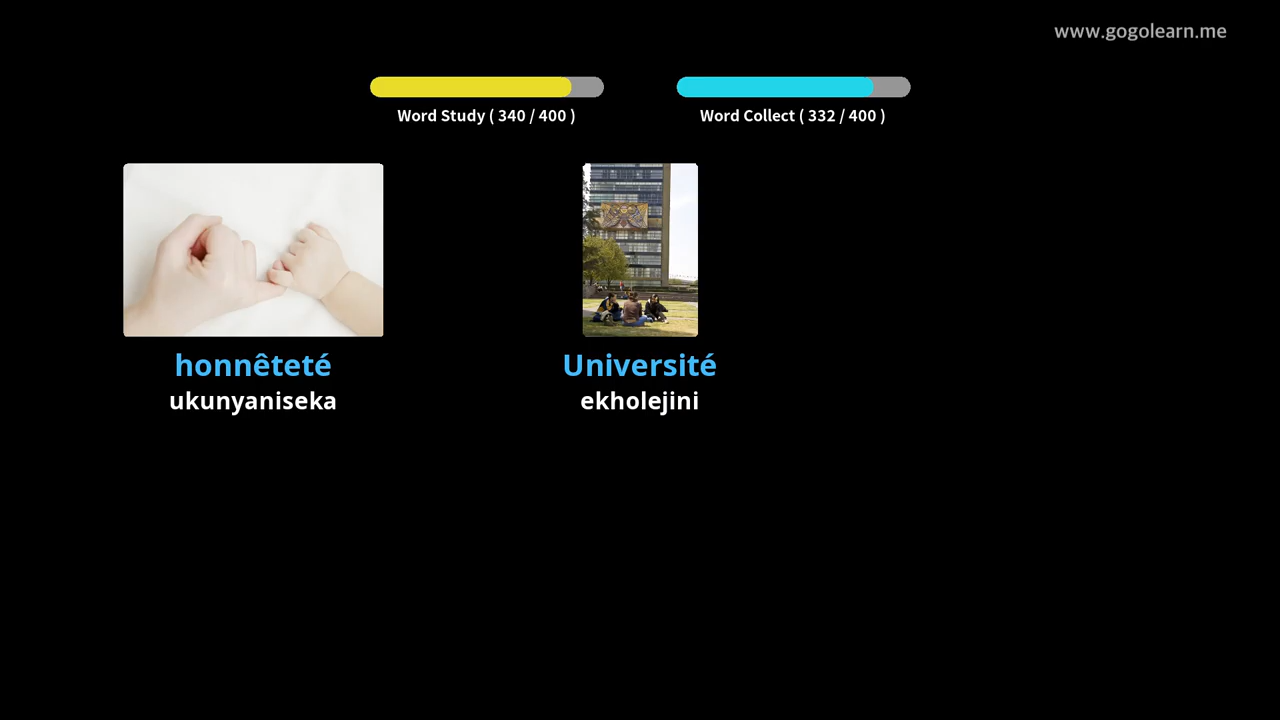 www.gogolearn.me
Word Study ( 340 / 400 )
Word Collect ( 332 / 400 )
honnêteté
ukunyaniseka
Université
ekholejini